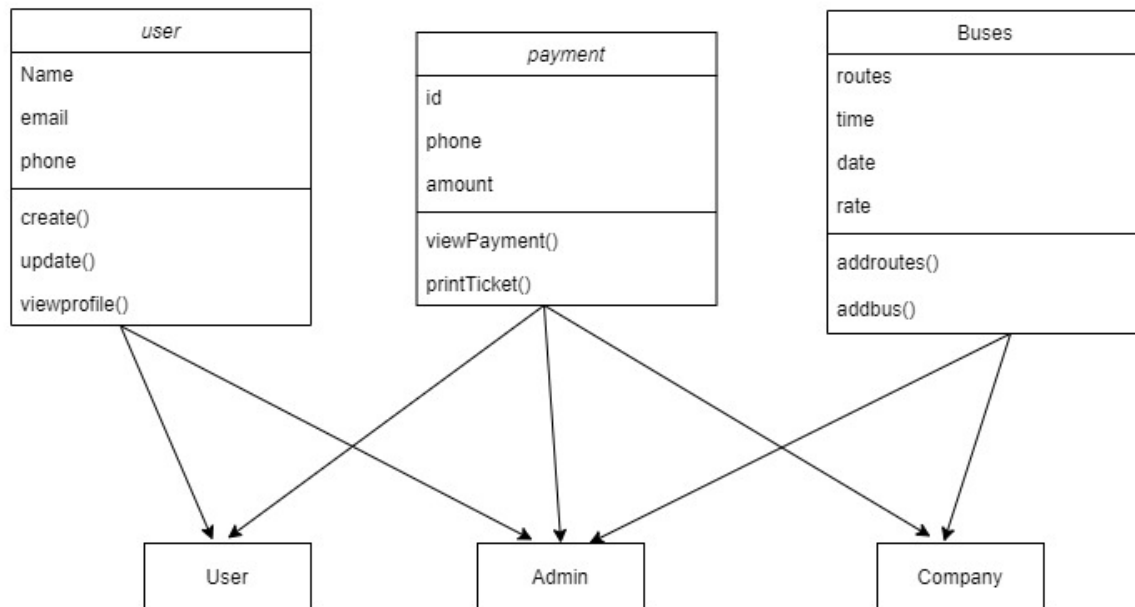 user
Name
email
phone
create()
update()
viewprofile()
payment
id
phone
amount
viewPayment()
printTicket()
Buses
routes
time
date
rate
addroutes()
addbus()
User
Admin
Company